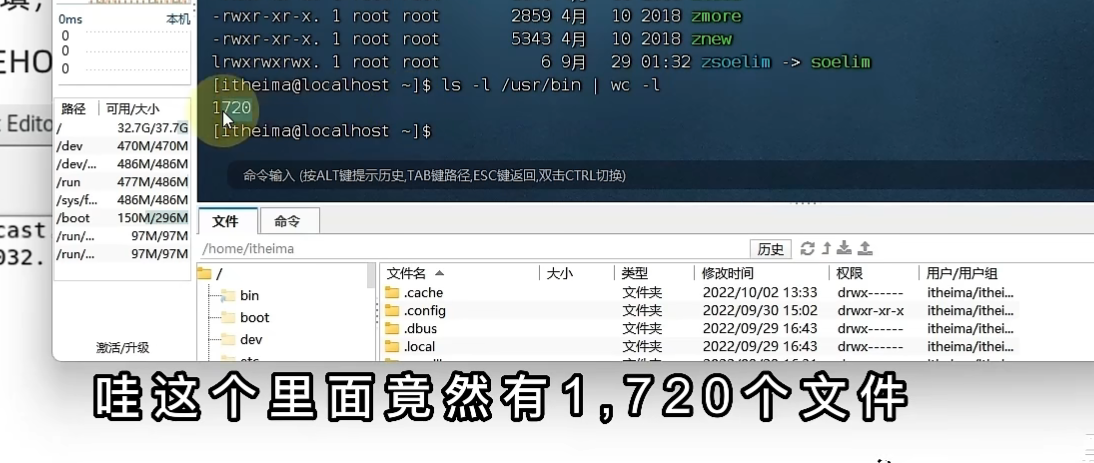 0ms 本机
0
0
0
路径 可用/大小
/ 32.7G/37.7G
/dev 470M/470M
/dev/... 486M/486M
/run 477M/486M
/sys/f... 486M/486M
/boot 150M/296M
/run/... 97M/97M
/run/... 97M/97M
激活/升级
EHO
t Edito
cast
032.
-rwxr-xr-x. 1 root root 2859 4月 10 2018 zmore
-rwxr-xr-x. 1 root root 5343 4月 10 2018 znew
lrwxrwxrwx. 1 root root 6 9月 29 01:32 zsoelim -> soelim
[itheima@localhost ~]$ ls -l /usr/bin | wc -l
1720
[itheima@localhost ~]$
命令输入 (按ALT键提示历史,TAB键路径,ESC键返回,双击CTRL切换)
文件 命令
/home/itheima 历史
/
bin
boot
dev
文件名 大小 类型 修改时间 权限 用户/用户组
.cache 文件夹 2022/10/02 13:33 drwx------ itheima/ithei...
.config 文件夹 2022/09/30 15:02 drwxr-xr-x itheima/ithei...
.dbus 文件夹 2022/09/29 16:43 drwx------ itheima/ithei...
.local 文件夹 2022/09/29 16:43 drwx------ itheima/ithei...
哇这个里面竟然有1,720个文件